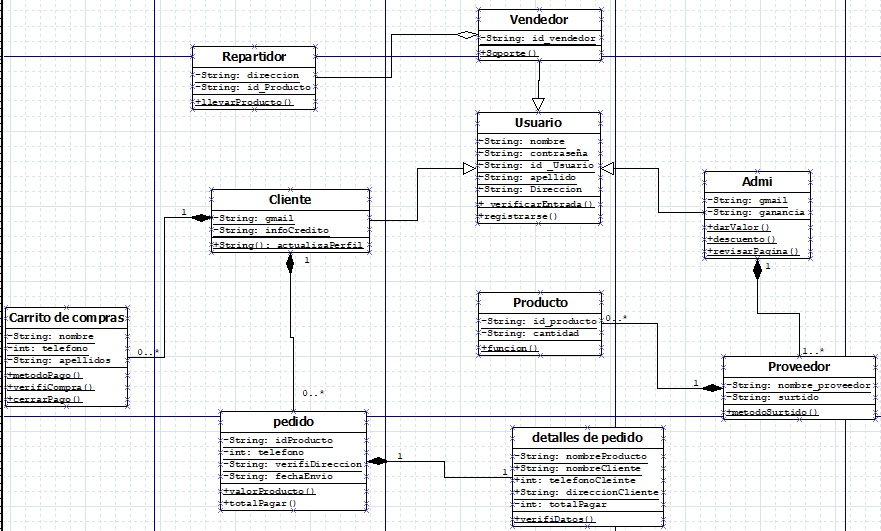 Vendedor
-String: id_vendedor
+Soporte()
Repartidor
-String: direccion
-String: id_Producto
+llevarProducto()
Usuario
-String: nombre
-String: contraseña
-String: id _Usuario
-String: apellido
-String: Direccion
+ verificarEntrada()
+registrarse()
Admi
-String: gmail
-String: ganancia
+darValor()
+descuento()
+revisarPagina()
1
Cliente
-String: gmail
-String: infoCredito
+String(): actualizaPerfil
1
1
Carrito de compras
-String: nombre
-int: telefono
-String: apellidos
+metodoPago()
+verifiCompra()
+cerrarPago()
0..*
Producto
-String: id_producto
-String: cantidad
+funcion()
0..*
1..*
1
Proveedor
-String: nombre_proveedor
-String: surtido
+metodoSurtido()
0..*
pedido
-String: idProducto
-int: telefono
-String: verifiDireccion
-String: fechaEnvio
+valorProducto()
+totalPagar()
1
1
detalles de pedido
-String: nombreProducto
+String: nombreCliente
+int: telefonoCleinte
+String: direccionCliente
-int: totalPagar
+verifiDatos()